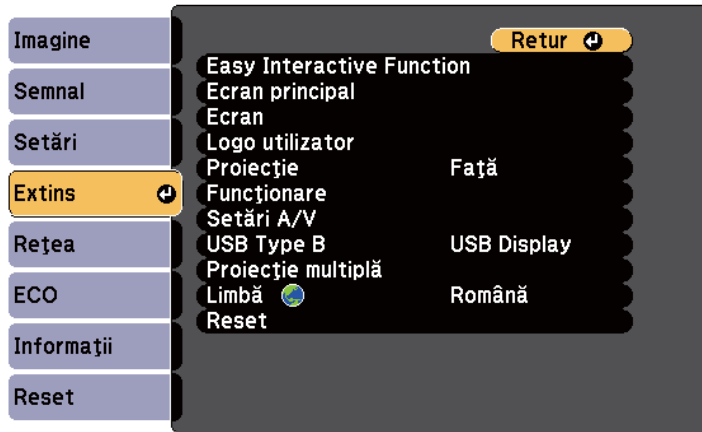 Imagine
Semnal
Setări
Extins
Reţea
ECO
Informaţii
Reset
Retur
Easy Interactive Function
Ecran principal
Ecran
Logo utilizator
Proiecţie Faţă
Funcţionare
Setări A/V
USB Type B USB Display
Proiecţie multiplă
Limbă Română
Reset